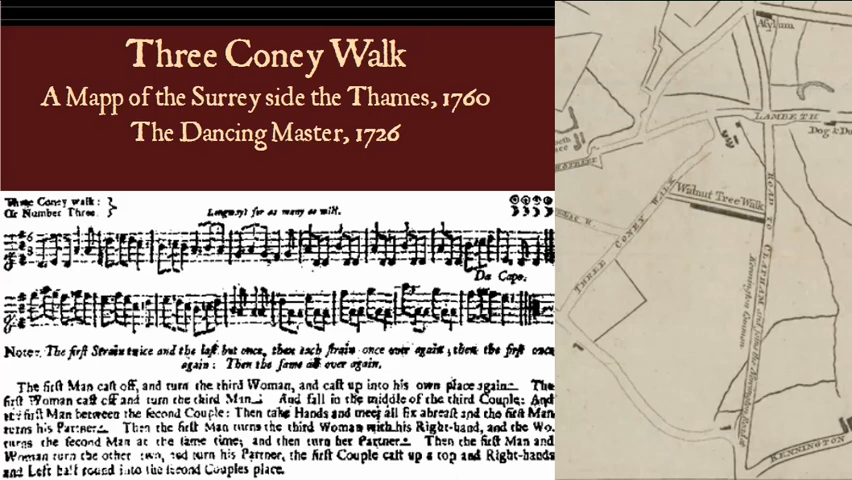 Three Coney Walk
A Mapp of the Surrey side the Thames, 1760
The Dancing Master, 1726
Three Coney walk:
Or Number Three.
Longways for as many as will.
Da Capo.
Note: The first Strain twice and the last but once, then each strain once over again; then the first once
again: Then the same all over again.
The first Man cast off, and turn the third Woman, and cast up into his own place again. The
first Woman cast off and turn the third Man. And fall in the middle of the third Couple: And
first Man between the second Couple: Then take Hands and meet all six abreast and the first Man
turns his Partner. Then the first Man turns the third Woman with his Right-hand, and the Wo.
turns the second Man at the same time; and then turn her Partner. Then the first Man and
Woman turn the other two, and turn his Partner, the first Couple cast up a top and Right-hands
and Left half round into the second Couples place.
Asylum
LAMBETH
Dog & Du
STREET
Walnut Tree Walk
THREE CONEY WALK
ROAD TO CLAPHAM and
Kennington Common
KENNINGTON